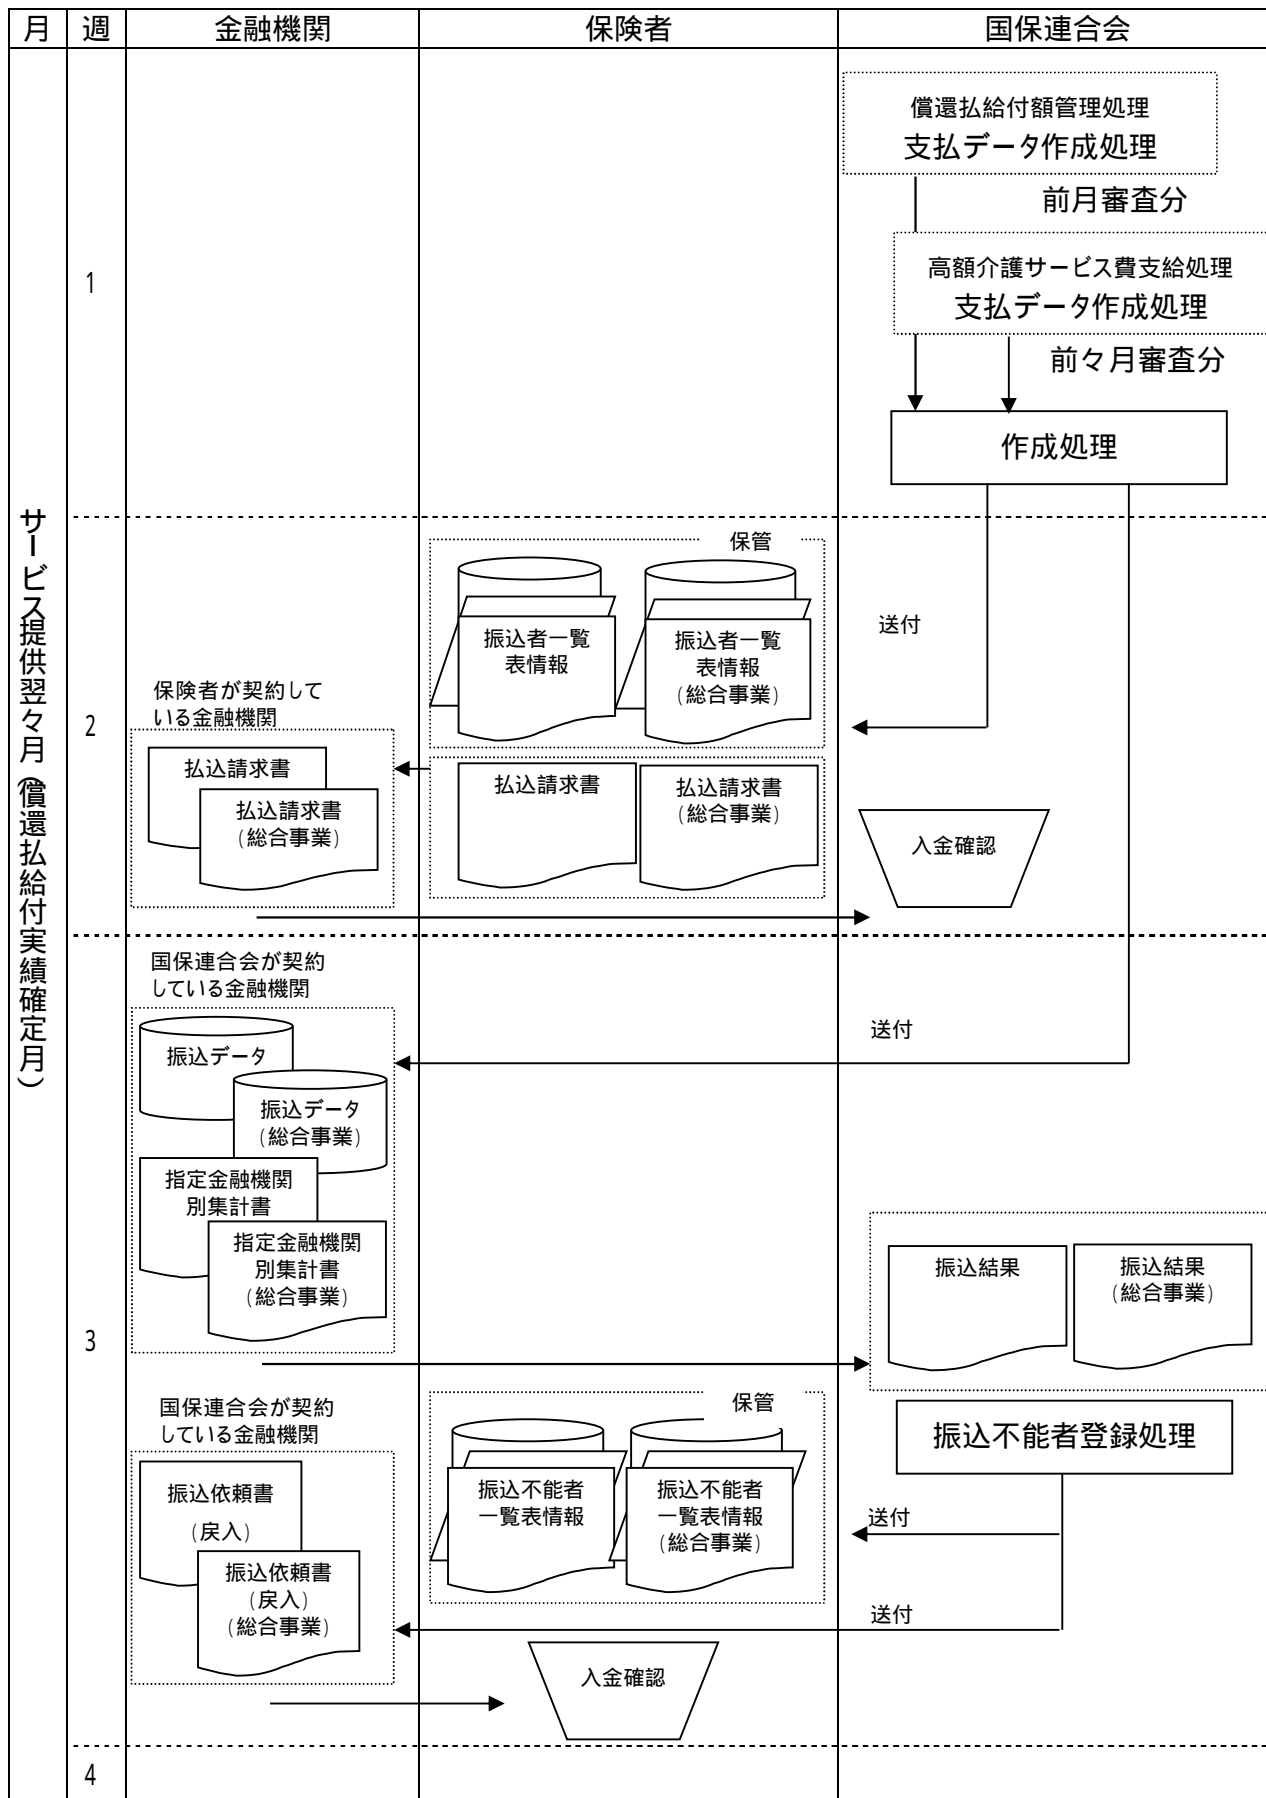 月 週 金融機関 保険者 国保連合会
サービス提供翌々月(償還払給付実績確定月)
1
償還払給付額管理処理
支払データ作成処理
前月審査分
高額介護サービス費支給処理
支払データ作成処理
前々月審査分
作成処理
2
保管
振込者一覧
表情報
振込者一覧
表情報
(総合事業)
送付
保険者が契約して
いる金融機関
払込請求書
払込請求書
(総合事業)
払込請求書
払込請求書
(総合事業)
入金確認
3
国保連合会が契約
している金融機関
送付
振込データ
振込データ
(総合事業)
指定金融機関
別集計書
指定金融機関
別集計書
(総合事業)
振込結果
振込結果
(総合事業)
国保連合会が契約
している金融機関
保管
振込不能者登録処理
振込依頼書
(戻入)
振込依頼書
(戻入)
(総合事業)
振込不能者
一覧表情報
振込不能者
一覧表情報
(総合事業)
送付
送付
入金確認
4